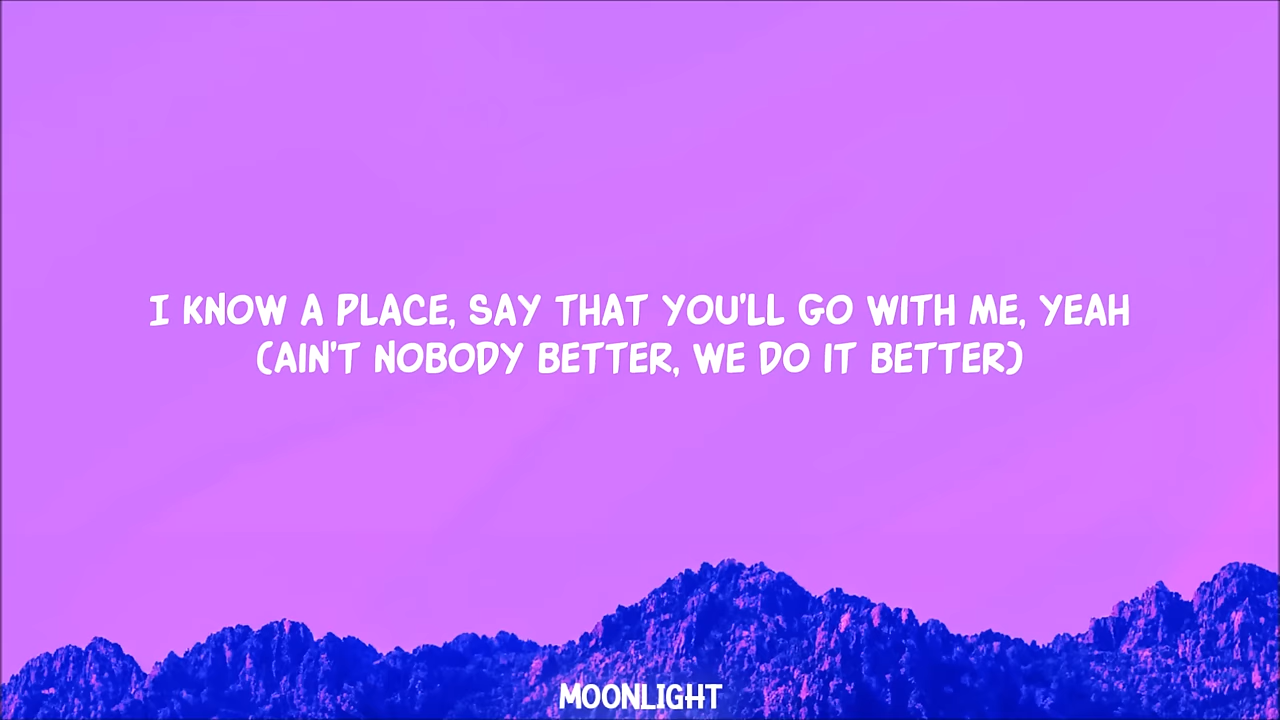 I KNOW A PLACE, SAY THAT YOU'LL GO WITH ME, YEAH
(AIN'T NOBODY BETTER, WE DO IT BETTER)
MOONLIGHT